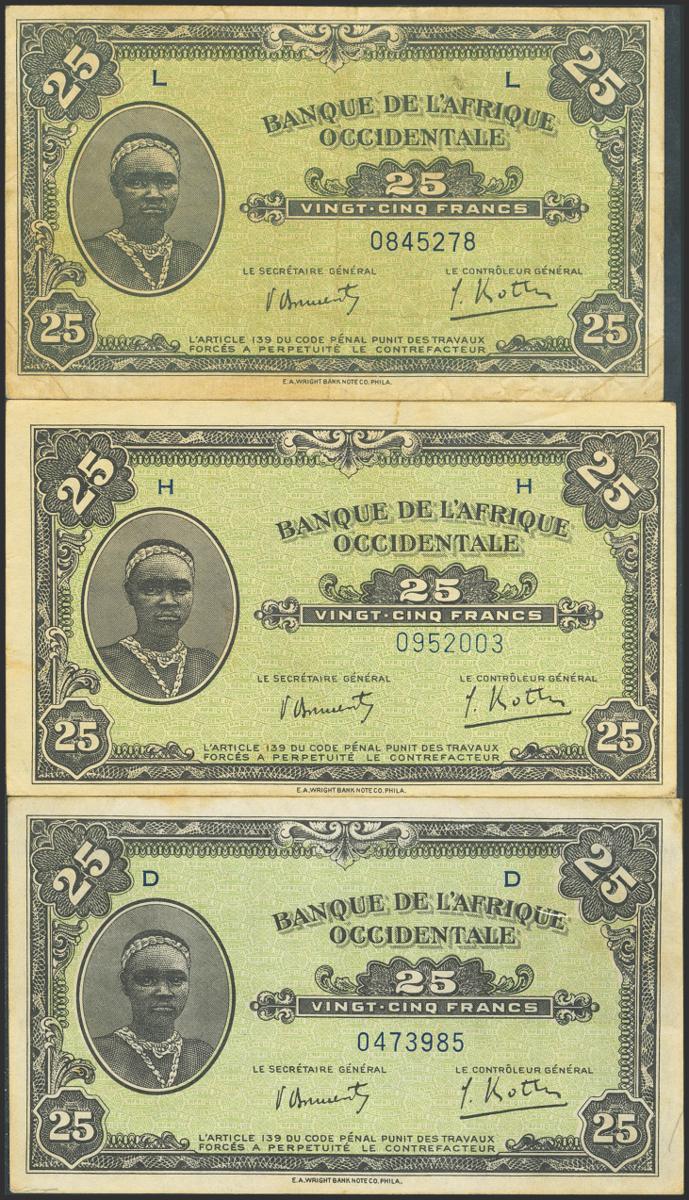 25 25
L L
BANQUE DE L'AFRIQUE
OCCIDENTALE
25
VINGT-CINQ FRANCS
0845278
LE SECRÉTAIRE GÉNÉRAL LE CONTRÔLEUR GÉNÉRAL
25 25
L'ARTICLE 139 DU CODE PÉNAL PUNIT DES TRAVAUX
FORCÉS A PERPETUITÉ LE CONTREFACTEUR
E.A.WRIGHT BANK NOTE CO. PHILA.
25 25
H H
BANQUE DE L'AFRIQUE
OCCIDENTALE
25
VINGT-CINQ FRANCS
0952003
LE SECRÉTAIRE GÉNÉRAL LE CONTRÔLEUR GÉNÉRAL
25 25
L'ARTICLE 139 DU CODE PÉNAL PUNIT DES TRAVAUX
FORCÉS A PERPETUITÉ LE CONTREFACTEUR
E.A.WRIGHT BANK NOTE CO. PHILA.
25 25
D D
BANQUE DE L'AFRIQUE
OCCIDENTALE
25
VINGT-CINQ FRANCS
0473985
LE SECRÉTAIRE GÉNÉRAL LE CONTRÔLEUR GÉNÉRAL
25 25
L'ARTICLE 139 DU CODE PÉNAL PUNIT DES TRAVAUX
FORCÉS A PERPETUITÉ LE CONTREFACTEUR
E.A.WRIGHT BANK NOTE CO. PHILA.